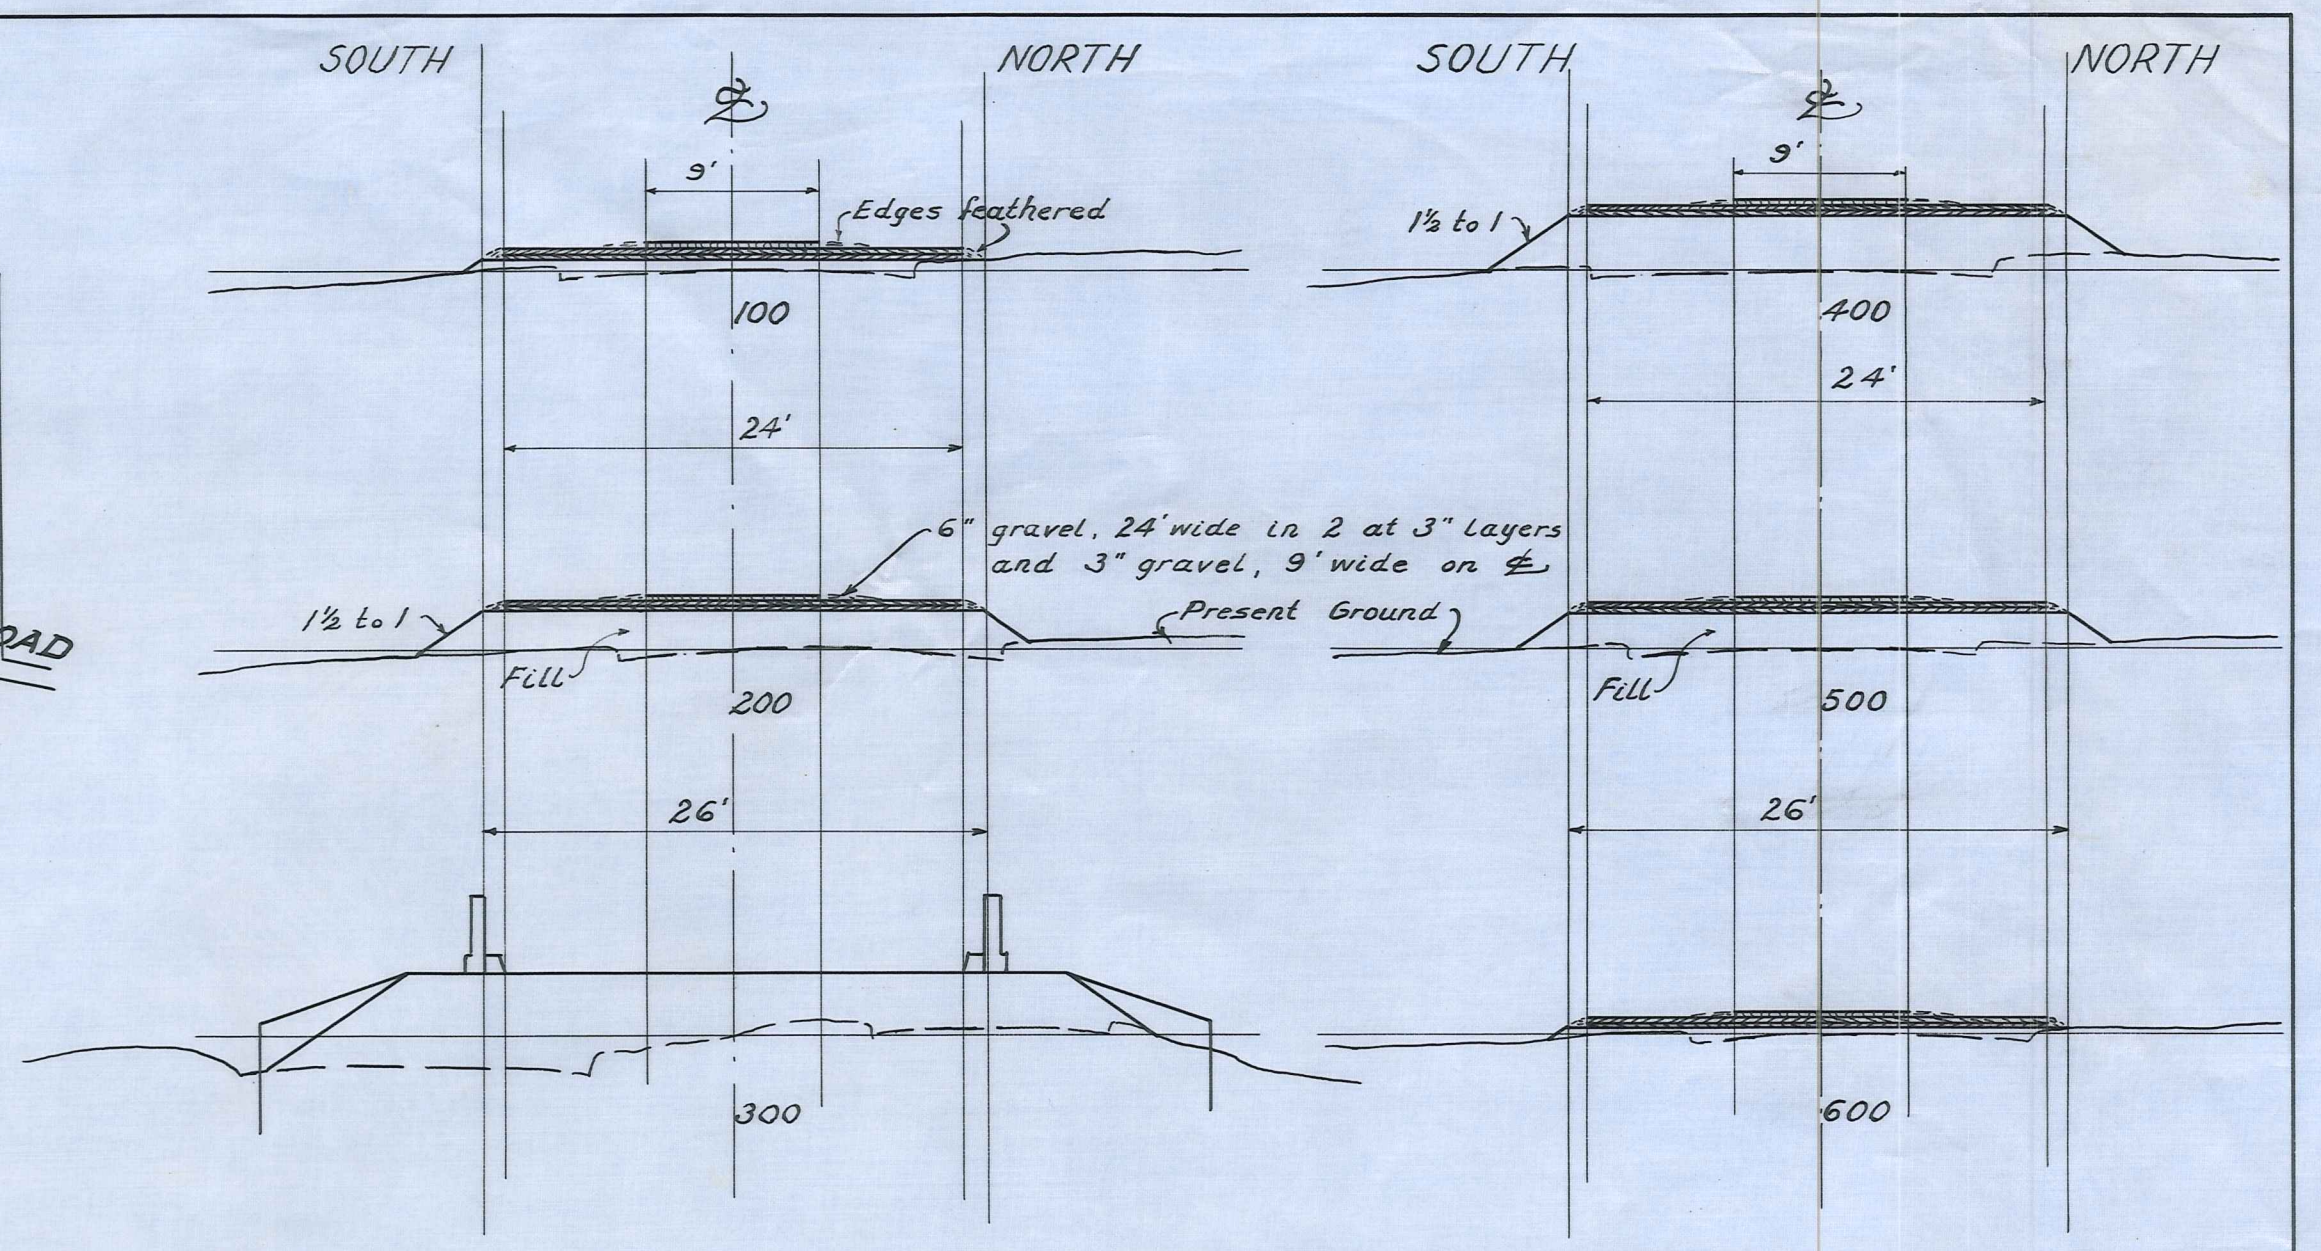 SOUTH
NORTH
℄
9'
Edges feathered
100
24'
6" gravel, 24' wide in 2 at 3" layers
and 3" gravel, 9' wide on ℄
1½ to 1
Present Ground
Fill
200
26'
300
OAD
SOUTH
NORTH
℄
9'
1½ to 1
400
24'
Fill
500
26'
600